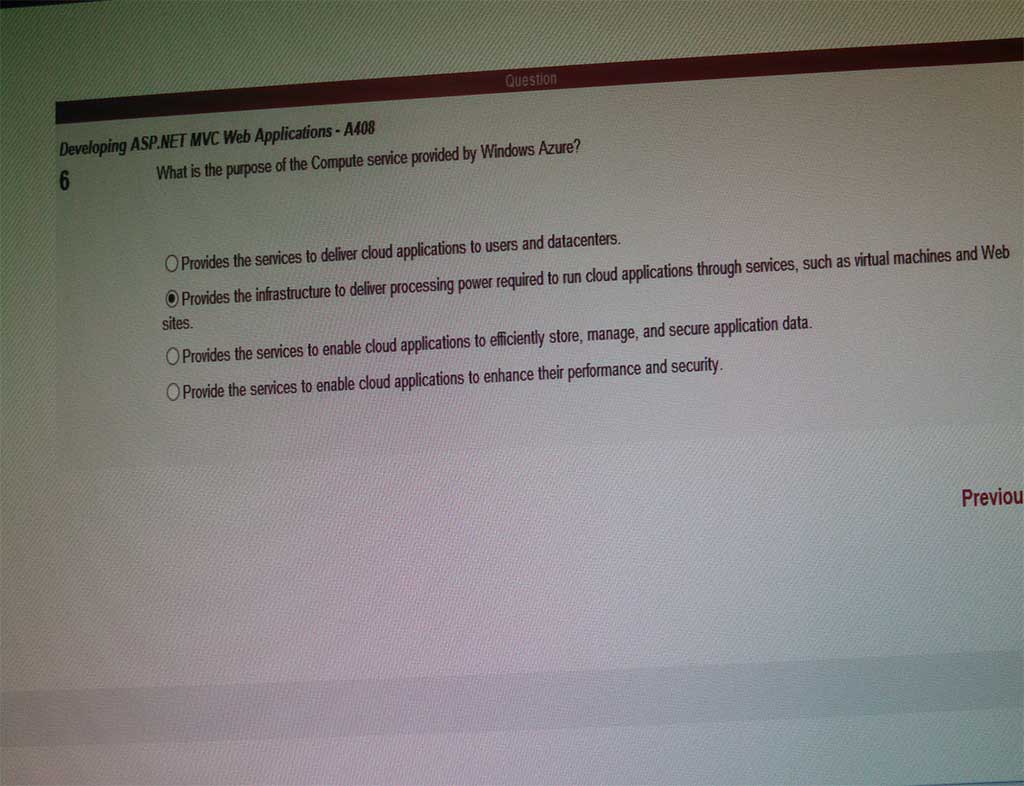 Question
Developing ASP.NET MVC Web Applications - A408
6
What is the purpose of the Compute service provided by Windows Azure?
Provides the services to deliver cloud applications to users and datacenters.
Provides the infrastructure to deliver processing power required to run cloud applications through services, such as virtual machines and Web
sites.
Provides the services to enable cloud applications to efficiently store, manage, and secure application data.
Provide the services to enable cloud applications to enhance their performance and security.
Previou